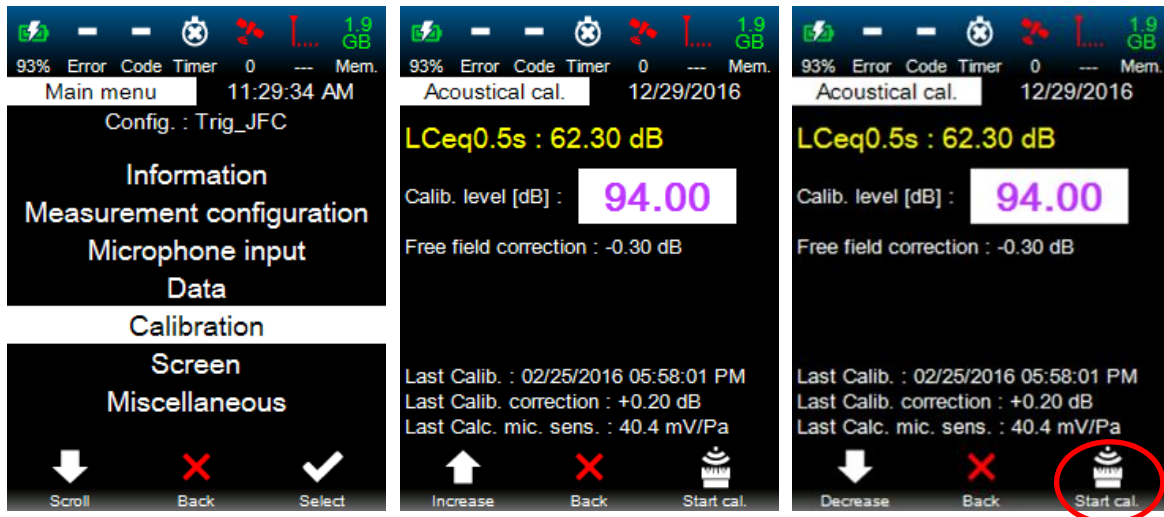 1.9
GB
93% Error Code Timer 0 --- Mem.
Main menu 11:29:34 AM
Config. : Trig_JFC
Information
Measurement configuration
Microphone input
Data
Calibration
Screen
Miscellaneous
Scroll Back Select
1.9
GB
93% Error Code Timer 0 --- Mem.
Acoustical cal. 12/29/2016
LCeq0.5s : 62.30 dB
Calib. level [dB] : 94.00
Free field correction : -0.30 dB
Last Calib. : 02/25/2016 05:58:01 PM
Last Calib. correction : +0.20 dB
Last Calc. mic. sens. : 40.4 mV/Pa
Increase Back Start cal.
1.9
GB
93% Error Code Timer 0 --- Mem.
Acoustical cal. 12/29/2016
LCeq0.5s : 62.30 dB
Calib. level [dB] : 94.00
Free field correction : -0.30 dB
Last Calib. : 02/25/2016 05:58:01 PM
Last Calib. correction : +0.20 dB
Last Calc. mic. sens. : 40.4 mV/Pa
Decrease Back Start cal.